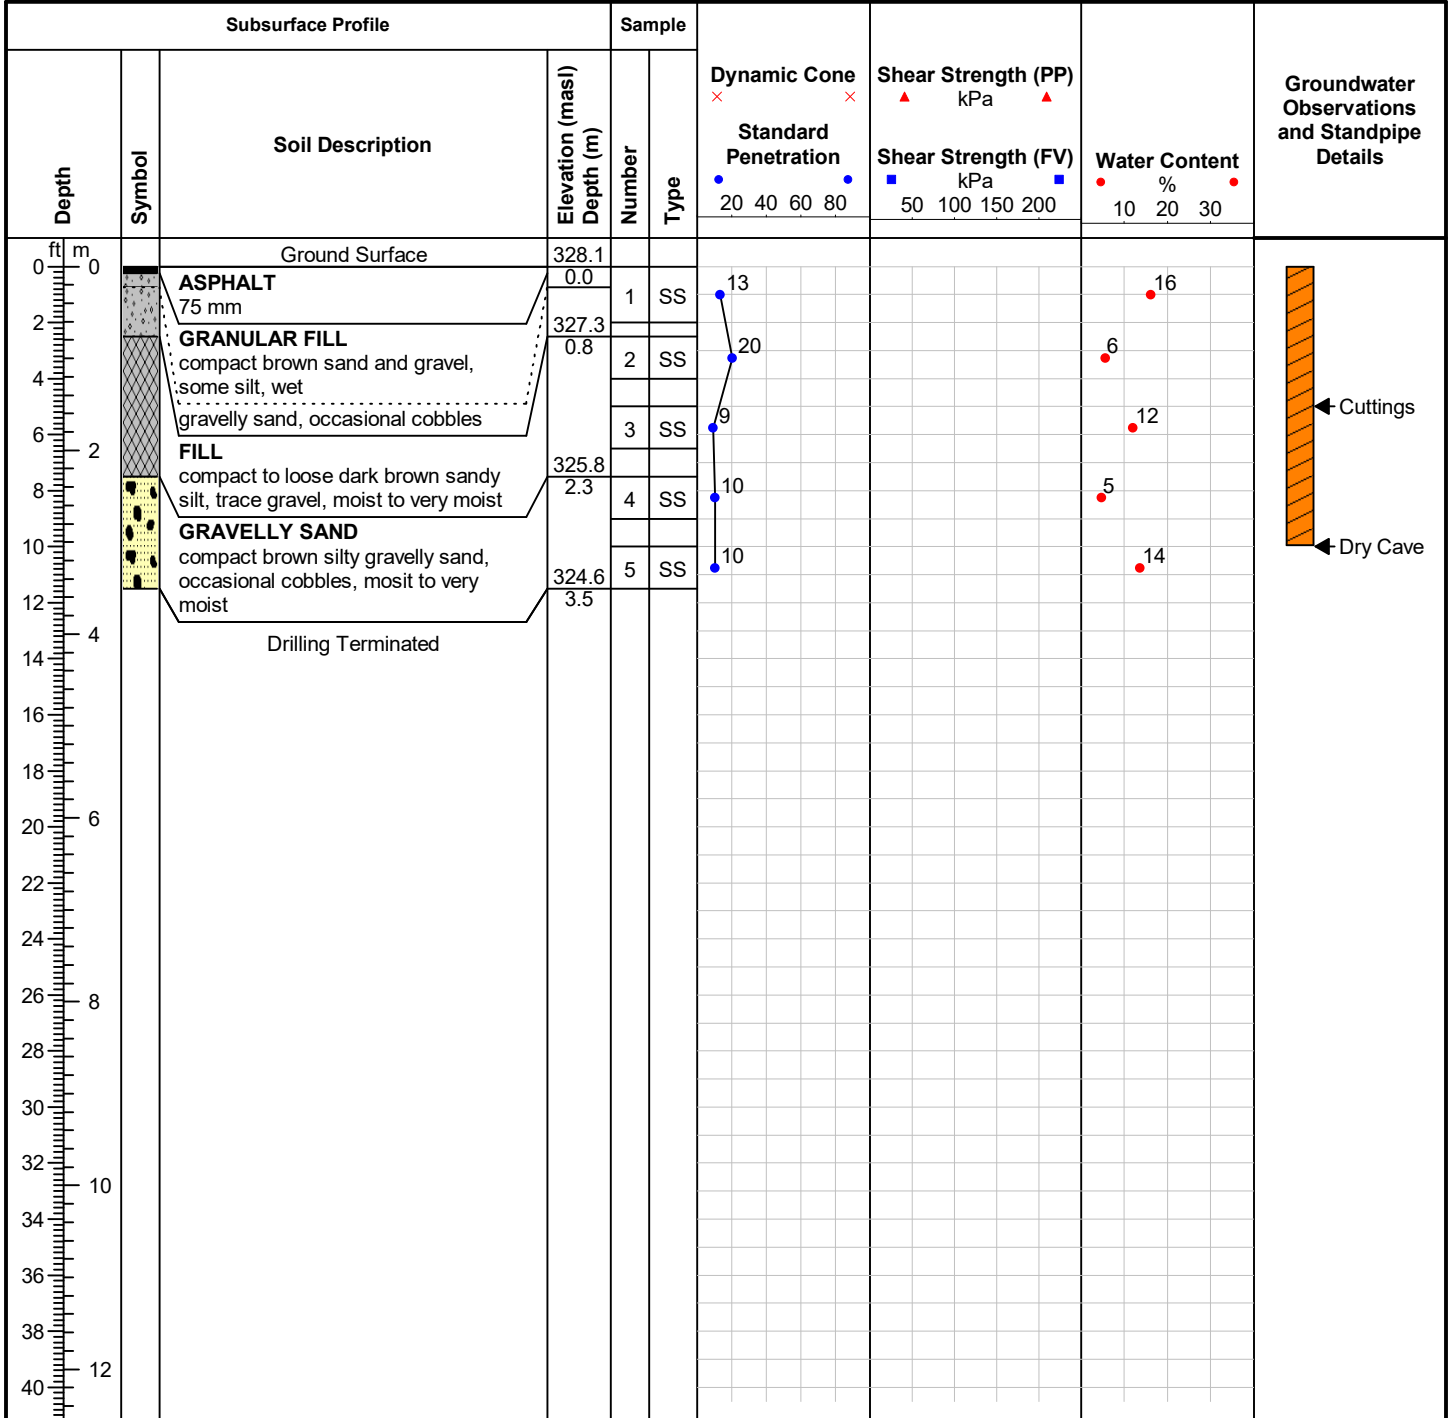 Subsurface Profile
Sample
Depth
Symbol
Soil Description
Elevation (masl)
Depth (m)
Number
Type
Dynamic Cone
Standard
Penetration
20 40 60 80
Shear Strength (PP)
kPa
Shear Strength (FV)
kPa
50 100 150 200
Water Content
%
10 20 30
Groundwater
Observations
and Standpipe
Details
ft m
Ground Surface
328.1
0 0
0.0
ASPHALT
75 mm
1 SS
13
16
2
327.3
GRANULAR FILL
0.8
compact brown sand and gravel,
some silt, wet
2 SS
20
6
4
gravelly sand, occasional cobbles
Cuttings
6
3 SS
9
12
2
FILL
325.8
compact to loose dark brown sandy
silt, trace gravel, moist to very moist
2.3
8
4 SS
10
5
GRAVELLY SAND
10
compact brown silty gravelly sand,
occasional cobbles, mosit to very
moist
324.6
5 SS
10
14
Dry Cave
12
3.5
4
Drilling Terminated
14
16
18
6
20
22
24
26
8
28
30
32
10
34
36
38
12
40